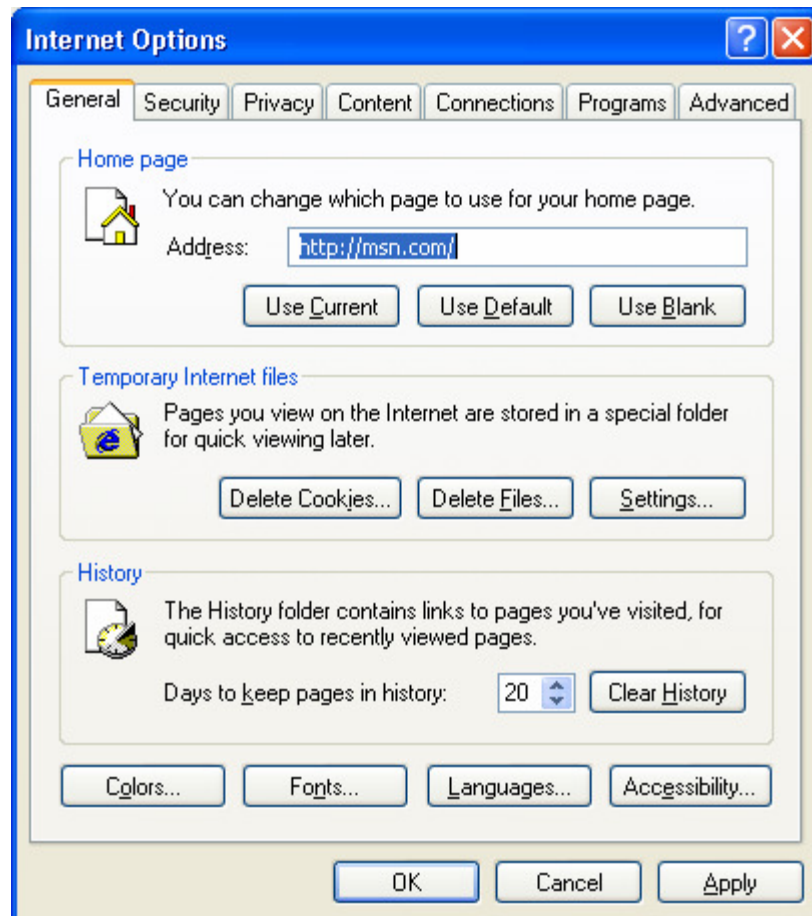 Internet Options
General Security Privacy Content Connections Programs Advanced
Home page
You can change which page to use for your home page.
Address: http://msn.com/
Use Current Use Default Use Blank
Temporary Internet files
Pages you view on the Internet are stored in a special folder
for quick viewing later.
Delete Cookies... Delete Files... Settings...
History
The History folder contains links to pages you've visited, for
quick access to recently viewed pages.
Days to keep pages in history: 20 Clear History
Colors... Fonts... Languages... Accessibility...
OK Cancel Apply